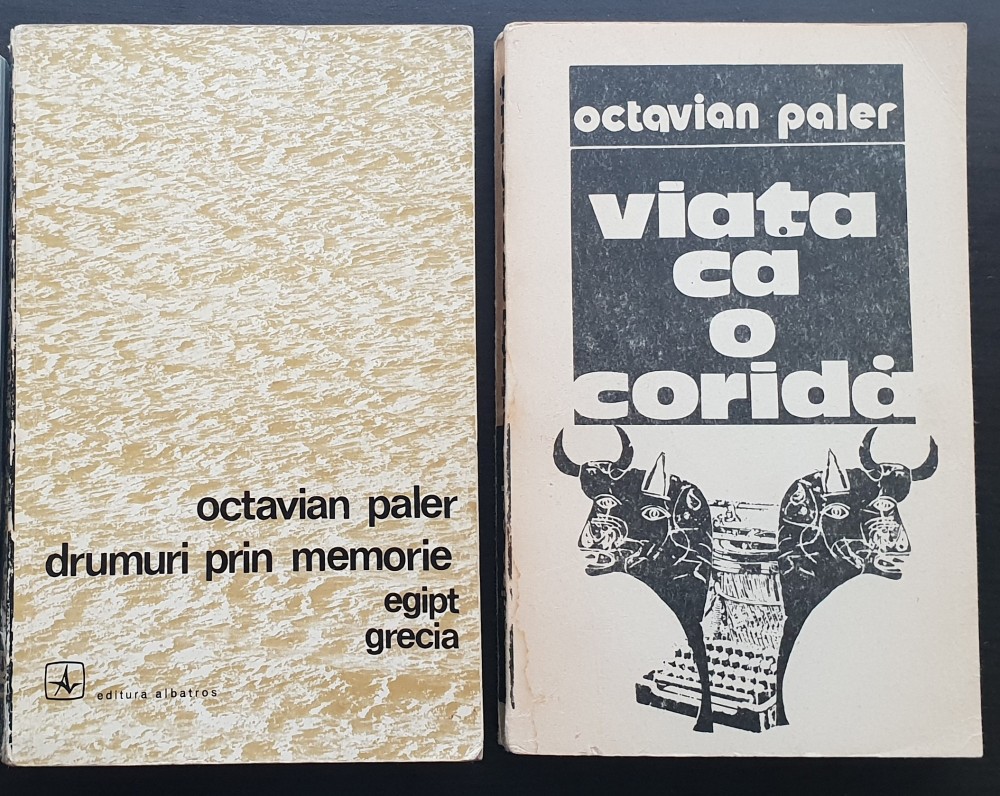 octavian paler
drumuri prin memorie
egipt
grecia
editura albatros
octavian paler
viața
ca
o
coridă